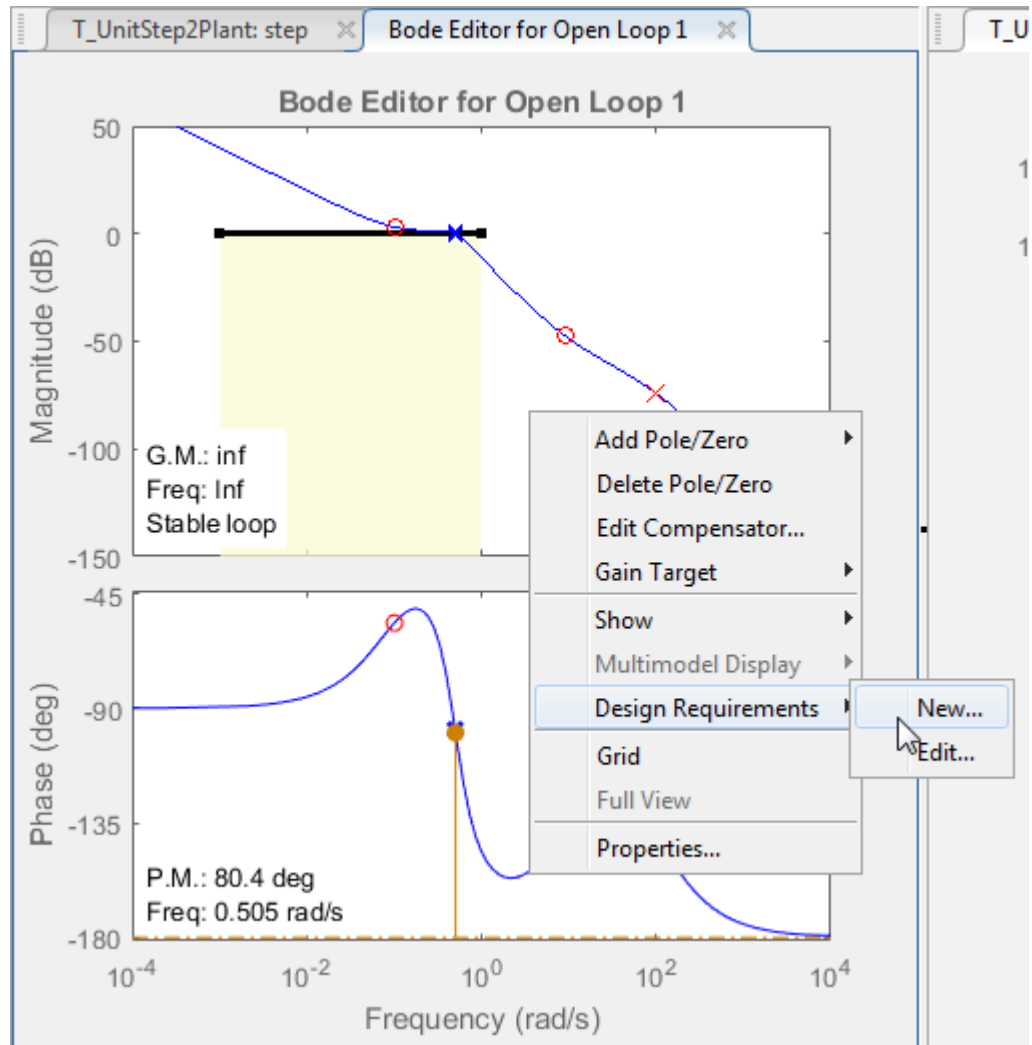 T_UnitStep2Plant: step
Bode Editor for Open Loop 1
T_U
Bode Editor for Open Loop 1
50
0
-50
-100
-150
Magnitude (dB)
G.M.: inf
Freq: Inf
Stable loop
1
1
Add Pole/Zero
Delete Pole/Zero
Edit Compensator...
Gain Target
Show
Multimodel Display
Design Requirements
Grid
Full View
Properties...
New...
Edit...
-45
-90
-135
-180
Phase (deg)
P.M.: 80.4 deg
Freq: 0.505 rad/s
10^-4
10^-2
10^0
10^2
10^4
Frequency (rad/s)